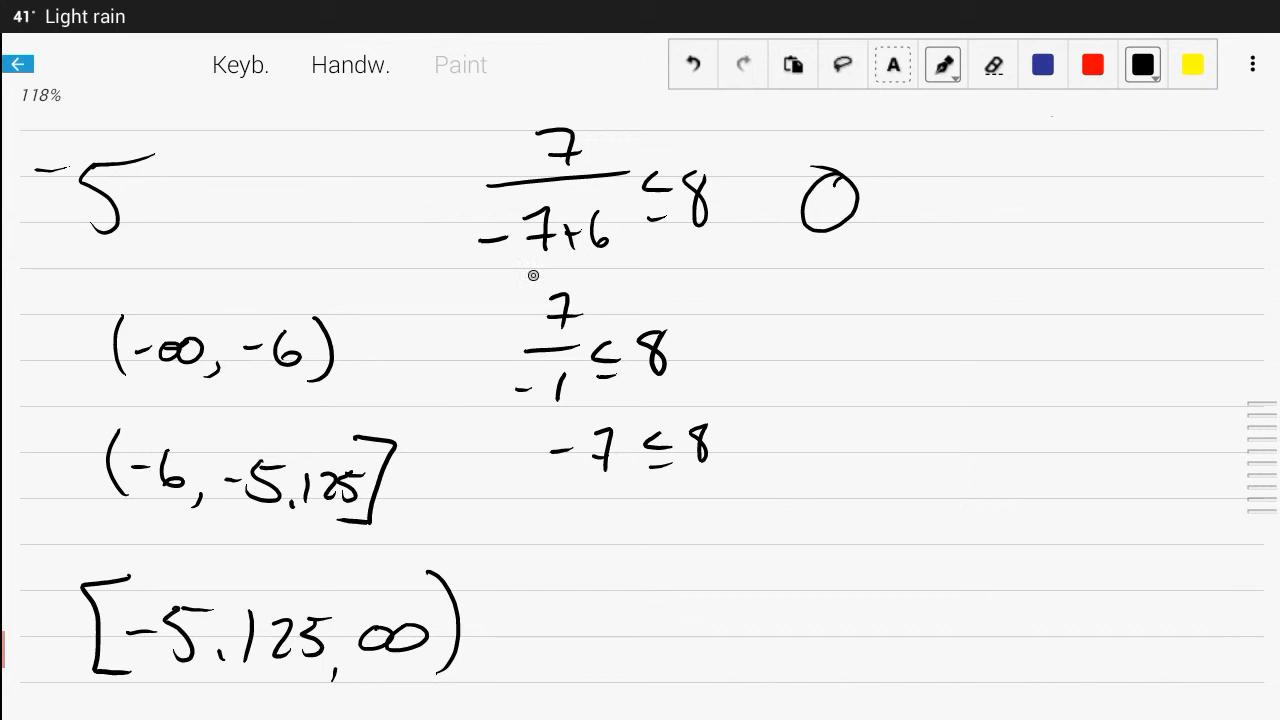 41° Light rain
Keyb. Handw. Paint
A
118%
-5
7
-7+6 ≤ 8
0
7
-1 ≤ 8
-7 ≤ 8
(-∞, -6)
(-6, -5.125]
[-5.125, ∞)